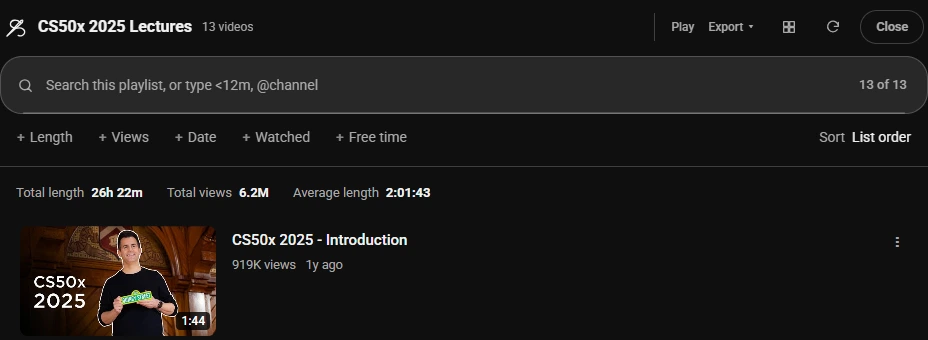 CS50x 2025 Lectures 13 videos Play Export Close
Search this playlist, or type <12m, @channel 13 of 13
+ Length + Views + Date + Watched + Free time Sort List order
Total length 26h 22m Total views 6.2M Average length 2:01:43
CS50x 2025 - Introduction
919K views 1y ago
CS50x
2025
1:44